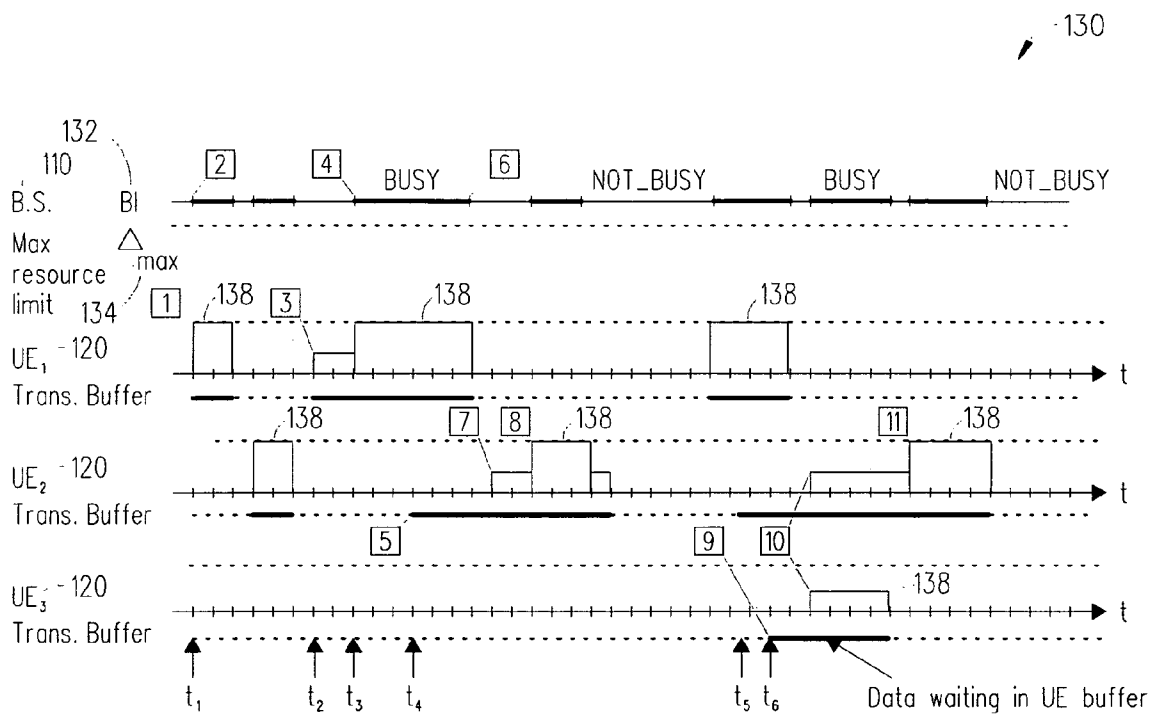 130
132
110
2
4
BUSY
6
NOT_BUSY
BUSY
NOT_BUSY
B.S.
BI
Max
resource
limit
△max
134
1
138
3
138
138
UE₁
120
t
Trans. Buffer
138
7
8
138
11
138
UE₂
120
t
Trans. Buffer
5
9
10
138
UE₃
120
t
Trans. Buffer
t₁
t₂
t₃
t₄
t₅
t₆
Data waiting in UE buffer